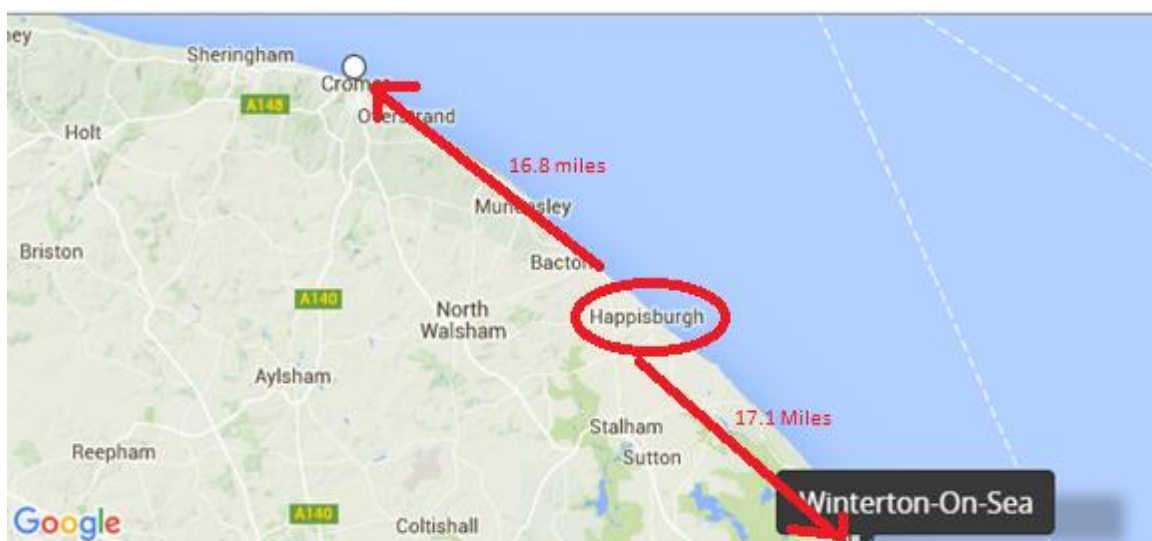 ey
Sheringham
Cromer
A148
Overstrand
Holt
16.8 miles
Mundesley
Briston
Bacton
A140
North
Walsham
Happisburgh
Aylsham
17.1 Miles
Stalham
Reepham
Sutton
Winterton-On-Sea
Google
A140
Coltishall